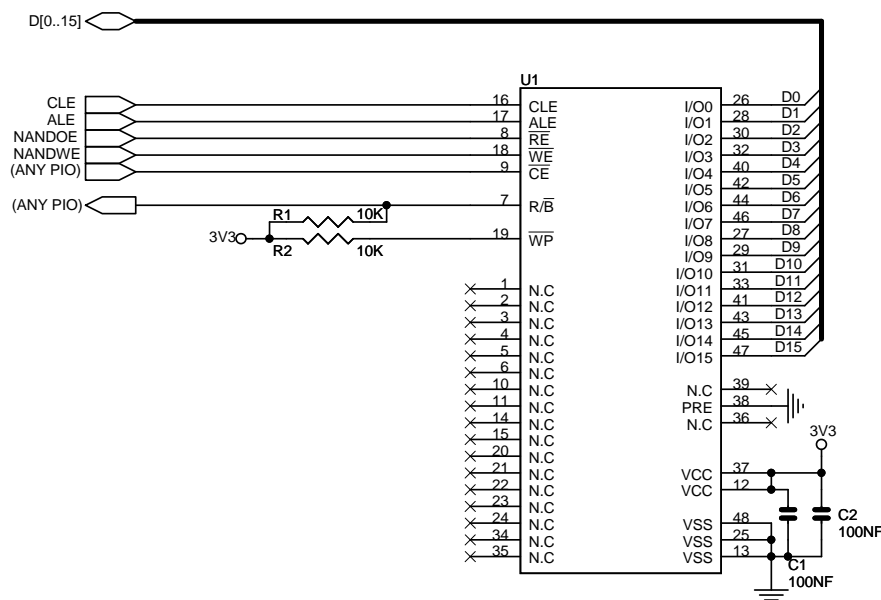 D[0..15]
U1
CLE 16 CLE I/O0 26 D0
ALE 17 ALE I/O1 28 D1
NANDOE 8 RE I/O2 30 D2
NANDWE 18 WE I/O3 32 D3
(ANY PIO) 9 CE I/O4 40 D4
I/O5 42 D5
(ANY PIO) 7 R/B I/O6 44 D6
R1 10K I/O7 46 D7
3V3 19 WP I/O8 27 D8
R2 10K I/O9 29 D9
I/O10 31 D10
1 N.C I/O11 33 D11
2 N.C I/O12 41 D12
3 N.C I/O13 43 D13
4 N.C I/O14 45 D14
5 N.C I/O15 47 D15
6 N.C
10 N.C N.C 39
11 N.C PRE 38
14 N.C N.C 36
15 N.C 3V3
20 N.C
21 N.C VCC 37
22 N.C VCC 12
23 N.C
24 N.C VSS 48 C2
34 N.C VSS 25 100NF
35 N.C VSS 13
C1
100NF